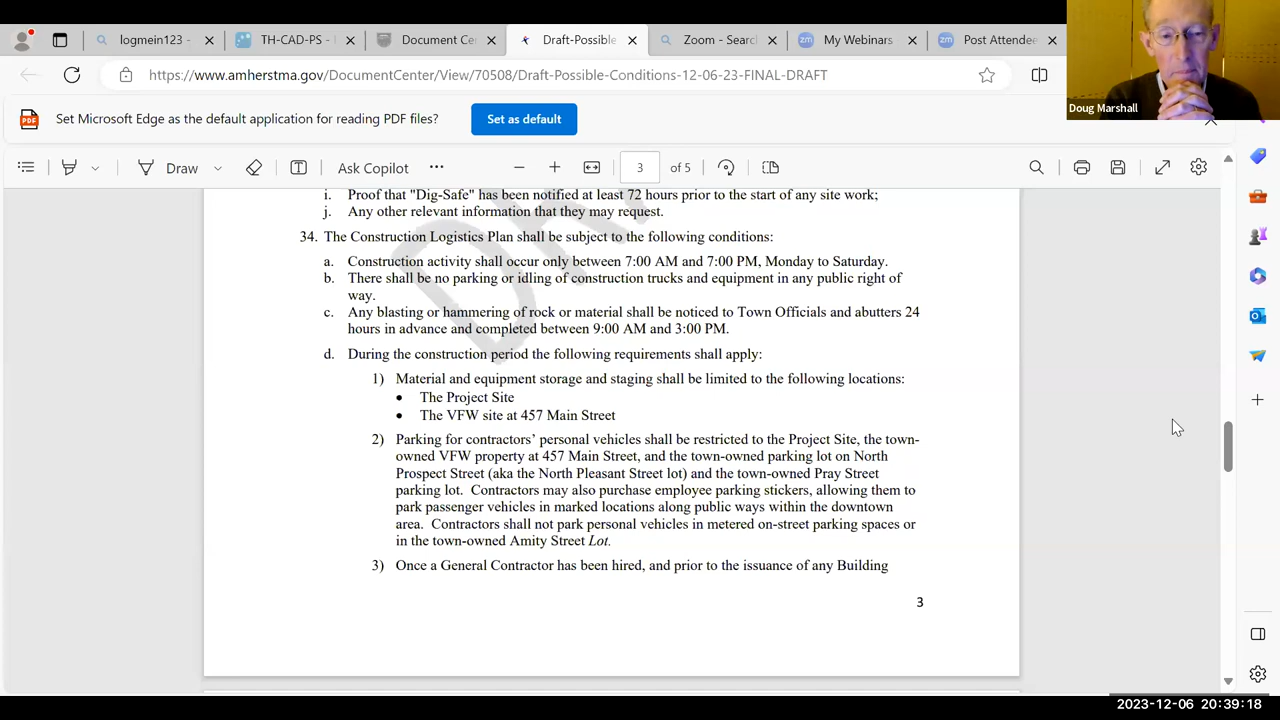 logmein123 -
TH-CAD-PS -
Document Ce
Draft-Possible
Zoom - Searc
My Webinars
Post Attende
https://www.amherstma.gov/DocumentCenter/View/70508/Draft-Possible-Conditions-12-06-23-FINAL-DRAFT
Doug Marshall
Set Microsoft Edge as the default application for reading PDF files?
Set as default
Draw
Ask Copilot
3 of 5
i. Proof that "Dig-Safe" has been notified at least 72 hours prior to the start of any site work;
j. Any other relevant information that they may request.
34. The Construction Logistics Plan shall be subject to the following conditions:
a. Construction activity shall occur only between 7:00 AM and 7:00 PM, Monday to Saturday.
b. There shall be no parking or idling of construction trucks and equipment in any public right of
way.
c. Any blasting or hammering of rock or material shall be noticed to Town Officials and abutters 24
hours in advance and completed between 9:00 AM and 3:00 PM.
d. During the construction period the following requirements shall apply:
1) Material and equipment storage and staging shall be limited to the following locations:
• The Project Site
• The VFW site at 457 Main Street
2) Parking for contractors' personal vehicles shall be restricted to the Project Site, the town-
owned VFW property at 457 Main Street, and the town-owned parking lot on North
Prospect Street (aka the North Pleasant Street lot) and the town-owned Pray Street
parking lot. Contractors may also purchase employee parking stickers, allowing them to
park passenger vehicles in marked locations along public ways within the downtown
area. Contractors shall not park personal vehicles in metered on-street parking spaces or
in the town-owned Amity Street Lot.
3) Once a General Contractor has been hired, and prior to the issuance of any Building
3
2023-12-06 20:39:18